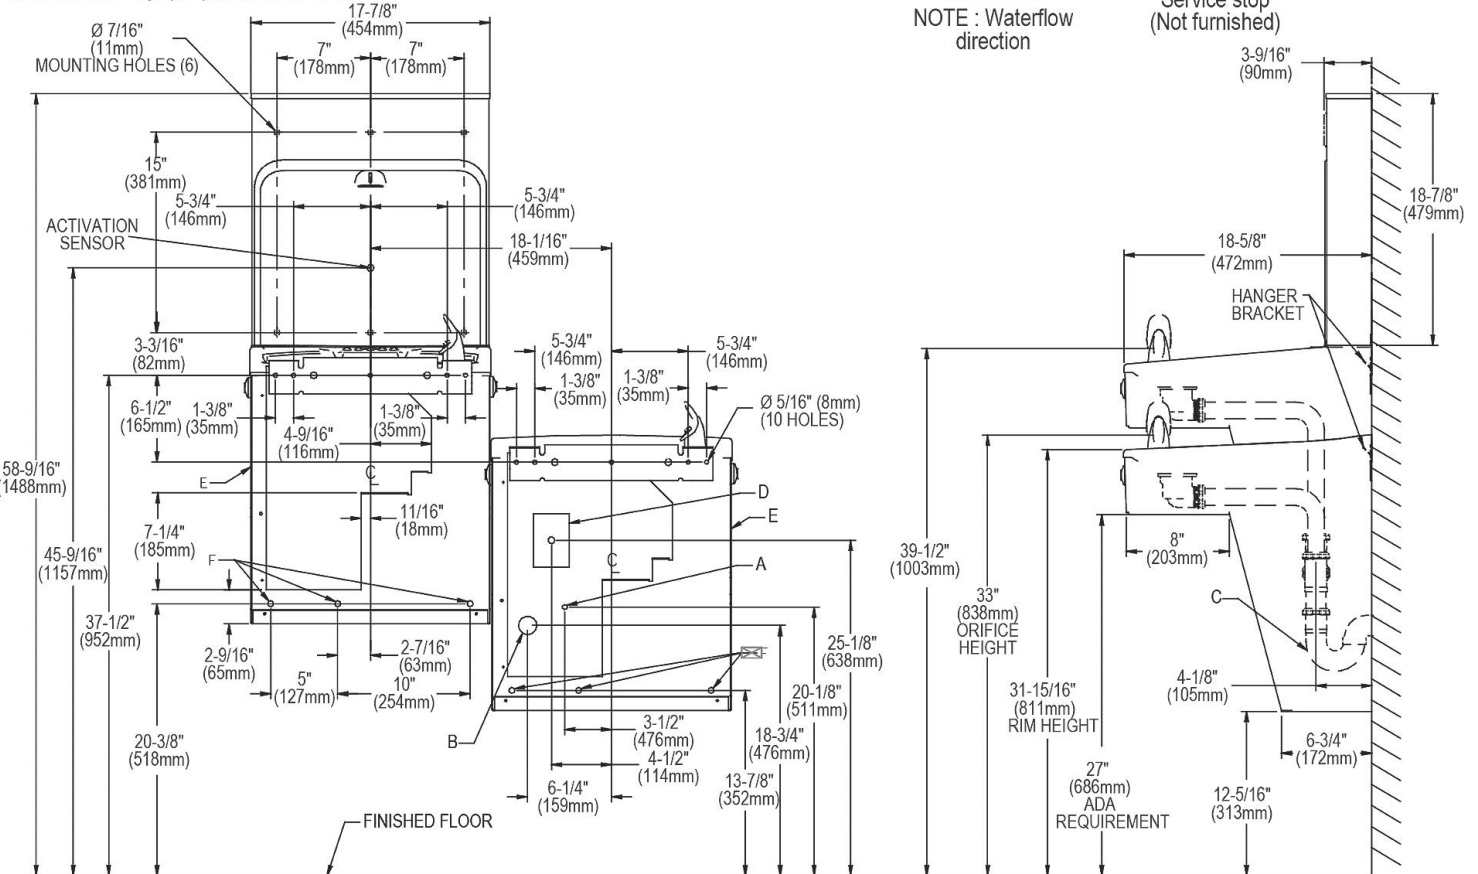 17-7/8"
(454mm)
Ø 7/16"
(11mm)
MOUNTING HOLES (6)
7"
(178mm)
7"
(178mm)
NOTE : Waterflow
direction
Service stop
(Not furnished)
3-9/16"
(90mm)
15"
(381mm)
5-3/4"
(146mm)
5-3/4"
(146mm)
ACTIVATION
SENSOR
18-1/16"
(459mm)
18-7/8"
(479mm)
18-5/8"
(472mm)
HANGER
BRACKET
3-3/16"
(82mm)
5-3/4"
(146mm)
5-3/4"
(146mm)
6-1/2"
(165mm)
1-3/8"
(35mm)
1-3/8"
(35mm)
4-9/16"
(116mm)
1-3/8"
(35mm)
1-3/8"
(35mm)
Ø 5/16" (8mm)
(10 HOLES)
58-9/16"
(1488mm)
E
C
L
11/16"
(18mm)
D
E
7-1/4"
(185mm)
45-9/16"
(1157mm)
F
C
L
A
39-1/2"
(1003mm)
8"
(203mm)
33"
(838mm)
ORIFICE
HEIGHT
C
37-1/2"
(952mm)
2-9/16"
(65mm)
2-7/16"
(63mm)
5"
(127mm)
10"
(254mm)
25-1/8"
(638mm)
20-1/8"
(511mm)
31-15/16"
(811mm)
RIM HEIGHT
4-1/8"
(105mm)
20-3/8"
(518mm)
B
3-1/2"
(476mm)
4-1/2"
(114mm)
6-1/4"
(159mm)
18-3/4"
(476mm)
13-7/8"
(352mm)
6-3/4"
(172mm)
27"
(686mm)
ADA
REQUIREMENT
12-5/16"
(313mm)
FINISHED FLOOR